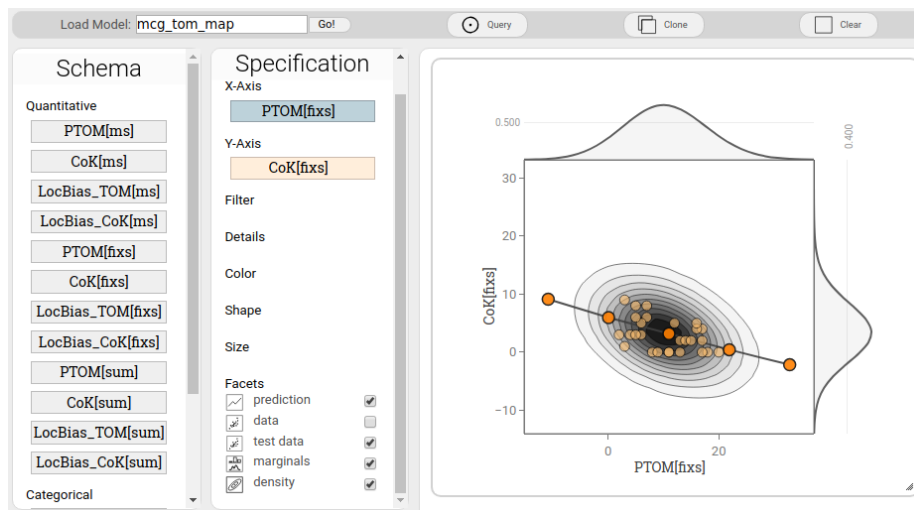 Load Model: mcg_tom_map Go! Query Clone Clear
Schema
Quantitative
PTOM[ms]
CoK[ms]
LocBias_TOM[ms]
LocBias_CoK[ms]
PTOM[fixs]
CoK[fixs]
LocBias_TOM[fixs]
LocBias_CoK[fixs]
PTOM[sum]
CoK[sum]
LocBias_TOM[sum]
LocBias_CoK[sum]
Categorical
Specification
X-Axis
PTOM[fixs]
Y-Axis
CoK[fixs]
Filter
Details
Color
Shape
Size
Facets
prediction
data
test data
marginals
density
0.500
0.400
30
20
10
0
−10
CoK[fixs]
0 20
PTOM[fixs]